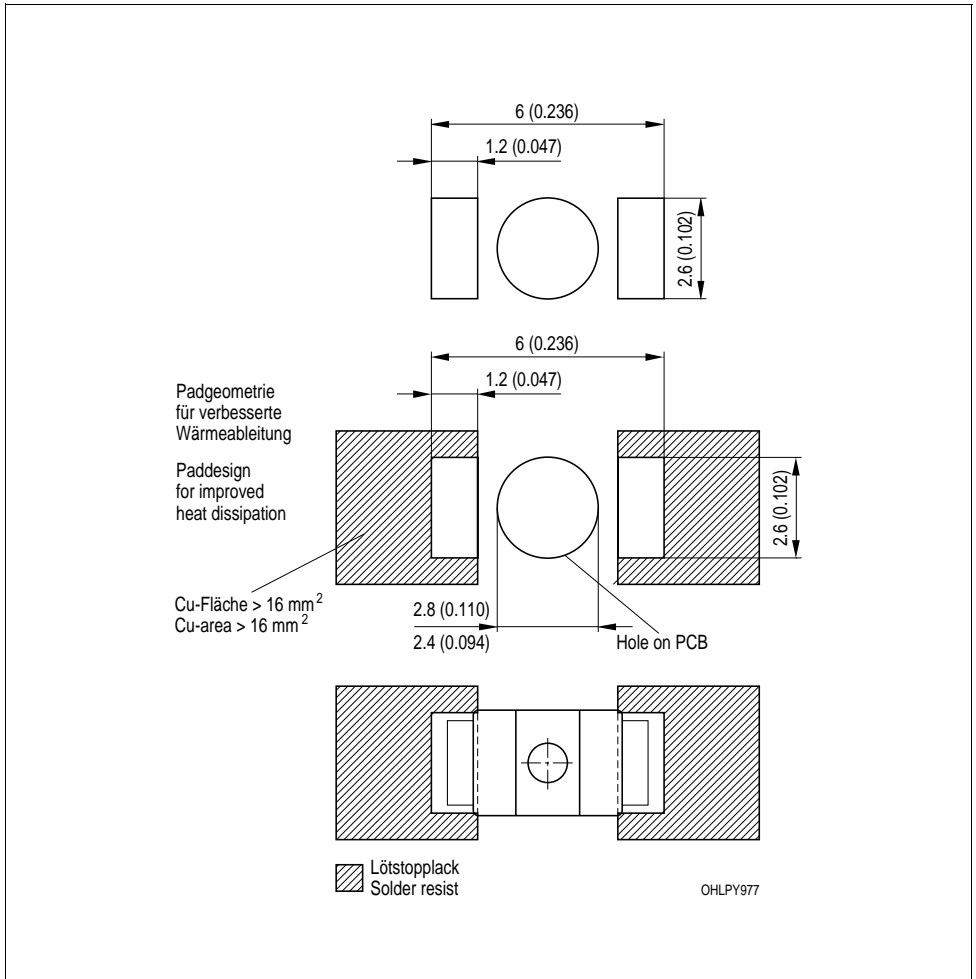 6 (0.236)
1.2 (0.047)
2.6 (0.102)
6 (0.236)
1.2 (0.047)
Padgeometrie
für verbesserte
Wärmeableitung
Paddesign
for improved
heat dissipation
2.6 (0.102)
Cu-Fläche > 16 mm²
Cu-area > 16 mm²
2.8 (0.110)
2.4 (0.094)
Hole on PCB
Lötstopplack
Solder resist
OHLPY977